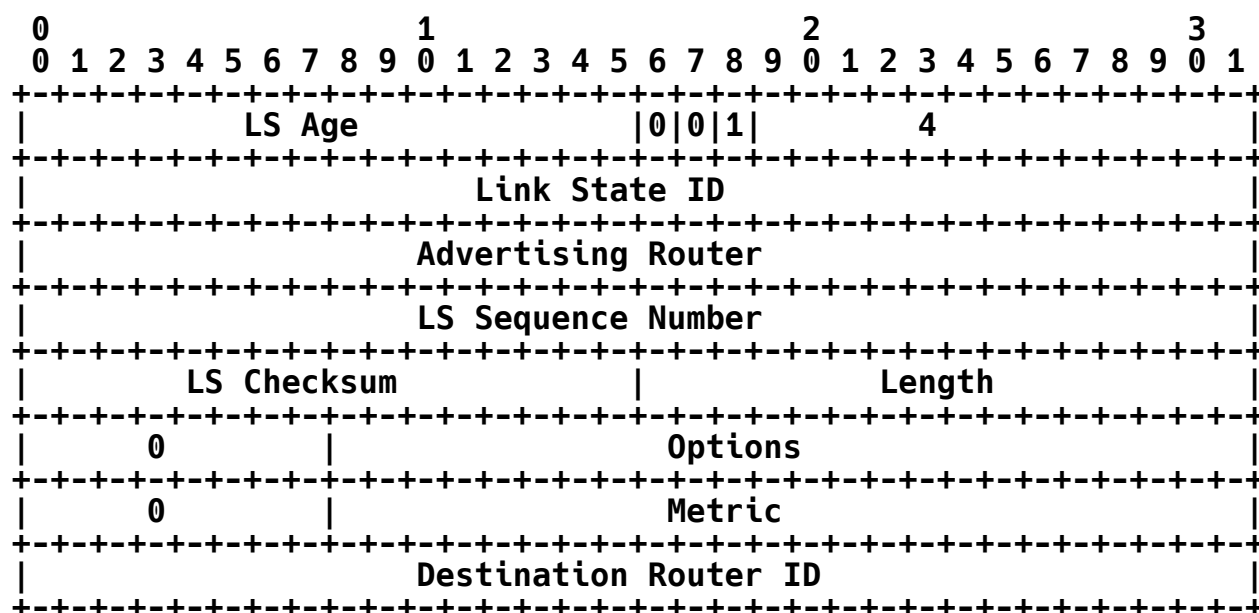 0                   1                   2                   3
 0 1 2 3 4 5 6 7 8 9 0 1 2 3 4 5 6 7 8 9 0 1 2 3 4 5 6 7 8 9 0 1
+-+-+-+-+-+-+-+-+-+-+-+-+-+-+-+-+-+-+-+-+-+-+-+-+-+-+-+-+-+-+-+-+
|           LS Age              |0|0|1|        4                |
+-+-+-+-+-+-+-+-+-+-+-+-+-+-+-+-+-+-+-+-+-+-+-+-+-+-+-+-+-+-+-+-+
|                       Link State ID                           |
+-+-+-+-+-+-+-+-+-+-+-+-+-+-+-+-+-+-+-+-+-+-+-+-+-+-+-+-+-+-+-+-+
|                    Advertising Router                         |
+-+-+-+-+-+-+-+-+-+-+-+-+-+-+-+-+-+-+-+-+-+-+-+-+-+-+-+-+-+-+-+-+
|                    LS Sequence Number                         |
+-+-+-+-+-+-+-+-+-+-+-+-+-+-+-+-+-+-+-+-+-+-+-+-+-+-+-+-+-+-+-+-+
|        LS Checksum            |            Length             |
+-+-+-+-+-+-+-+-+-+-+-+-+-+-+-+-+-+-+-+-+-+-+-+-+-+-+-+-+-+-+-+-+
|      0        |                 Options                       |
+-+-+-+-+-+-+-+-+-+-+-+-+-+-+-+-+-+-+-+-+-+-+-+-+-+-+-+-+-+-+-+-+
|      0        |                 Metric                        |
+-+-+-+-+-+-+-+-+-+-+-+-+-+-+-+-+-+-+-+-+-+-+-+-+-+-+-+-+-+-+-+-+
|                    Destination Router ID                      |
+-+-+-+-+-+-+-+-+-+-+-+-+-+-+-+-+-+-+-+-+-+-+-+-+-+-+-+-+-+-+-+-+